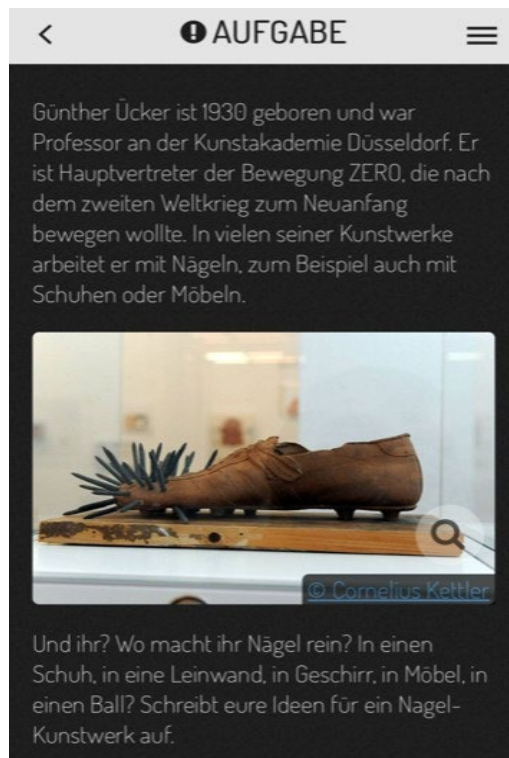 AUFGABE
Günther Ücker ist 1930 geboren und war
Professor an der Kunstakademie Düsseldorf. Er
ist Hauptvertreter der Bewegung ZERO, die nach
dem zweiten Weltkrieg zum Neuanfang
bewegen wollte. In vielen seiner Kunstwerke
arbeitet er mit Nägeln, zum Beispiel auch mit
Schuhen oder Möbeln.
© Cornelius Kettler
Und ihr? Wo macht ihr Nägel rein? In einen
Schuh, in eine Leinwand, in Geschirr, in Möbel, in
einen Ball? Schreibt eure Ideen für ein Nagel-
Kunstwerk auf.